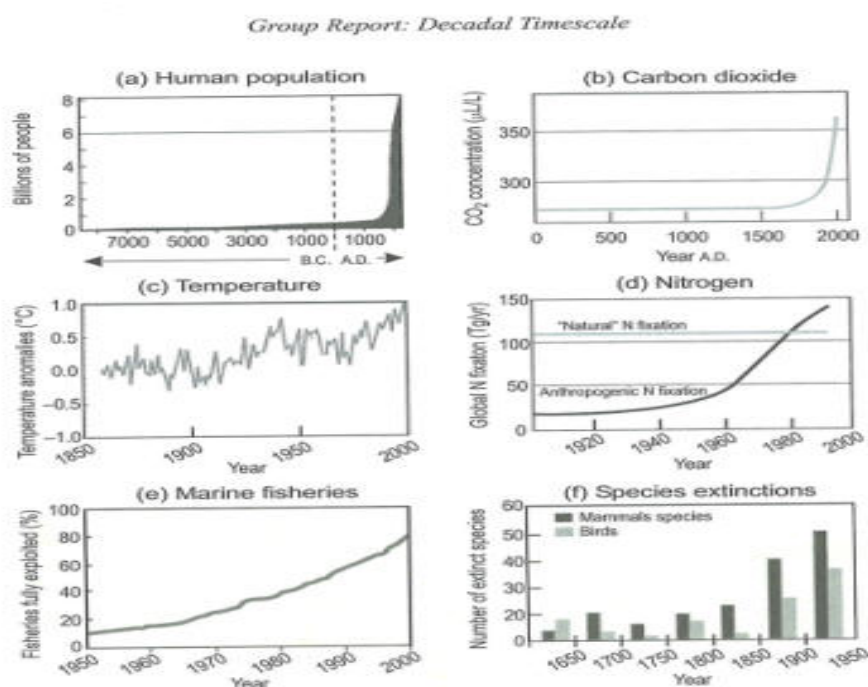 Group Report: Decadal Timescale
(a) Human population
Billions of people
8
6
4
2
0
7000 5000 3000 1000 1000
B.C. A.D.
(b) Carbon dioxide
CO₂ concentration (µL/L)
350
300
280
0 500 1000 1500 2000
Year A.D.
(c) Temperature
Temperature anomalies (°C)
1.0
0.5
0.0
−0.5
−1.0
1850 1900 1950 2000
Year
(d) Nitrogen
Global N fixaton (Tg/yr)
150
100
50
0
"Natural" N fixation
Anthropogenic N fixation
1920 1940 1960 1980 2000
Year
(e) Marine fisheries
Fisheries fully exploited (%)
100
80
60
40
20
0
1950 1960 1970 1980 1990 2000
Year
(f) Species extinctions
Number of extinct species
60
50
40
30
20
10
0
Mammals species
Birds
1650 1700 1750 1800 1850 1900 1950
Year